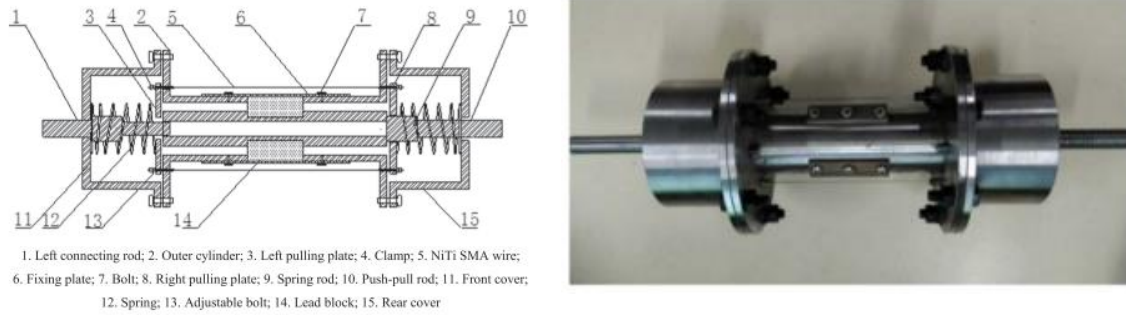 1 3 4 2 5 6 7 8 9 10
11 12 13 14 15
1. Left connecting rod; 2. Outer cylinder; 3. Left pulling plate; 4. Clamp; 5. NiTi SMA wire;
6. Fixing plate; 7. Bolt; 8. Right pulling plate; 9. Spring rod; 10. Push-pull rod; 11. Front cover;
12. Spring; 13. Adjustable bolt; 14. Lead block; 15. Rear cover